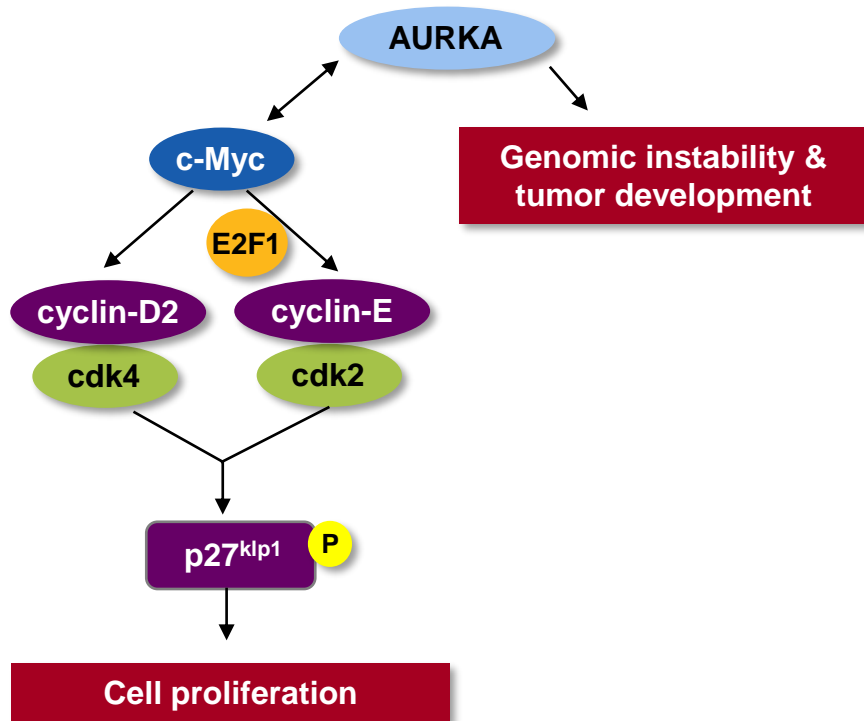 AURKA
c-Myc
Genomic instability &
tumor development
E2F1
cyclin-D2
cyclin-E
cdk4
cdk2
p27klp1
P
Cell proliferation